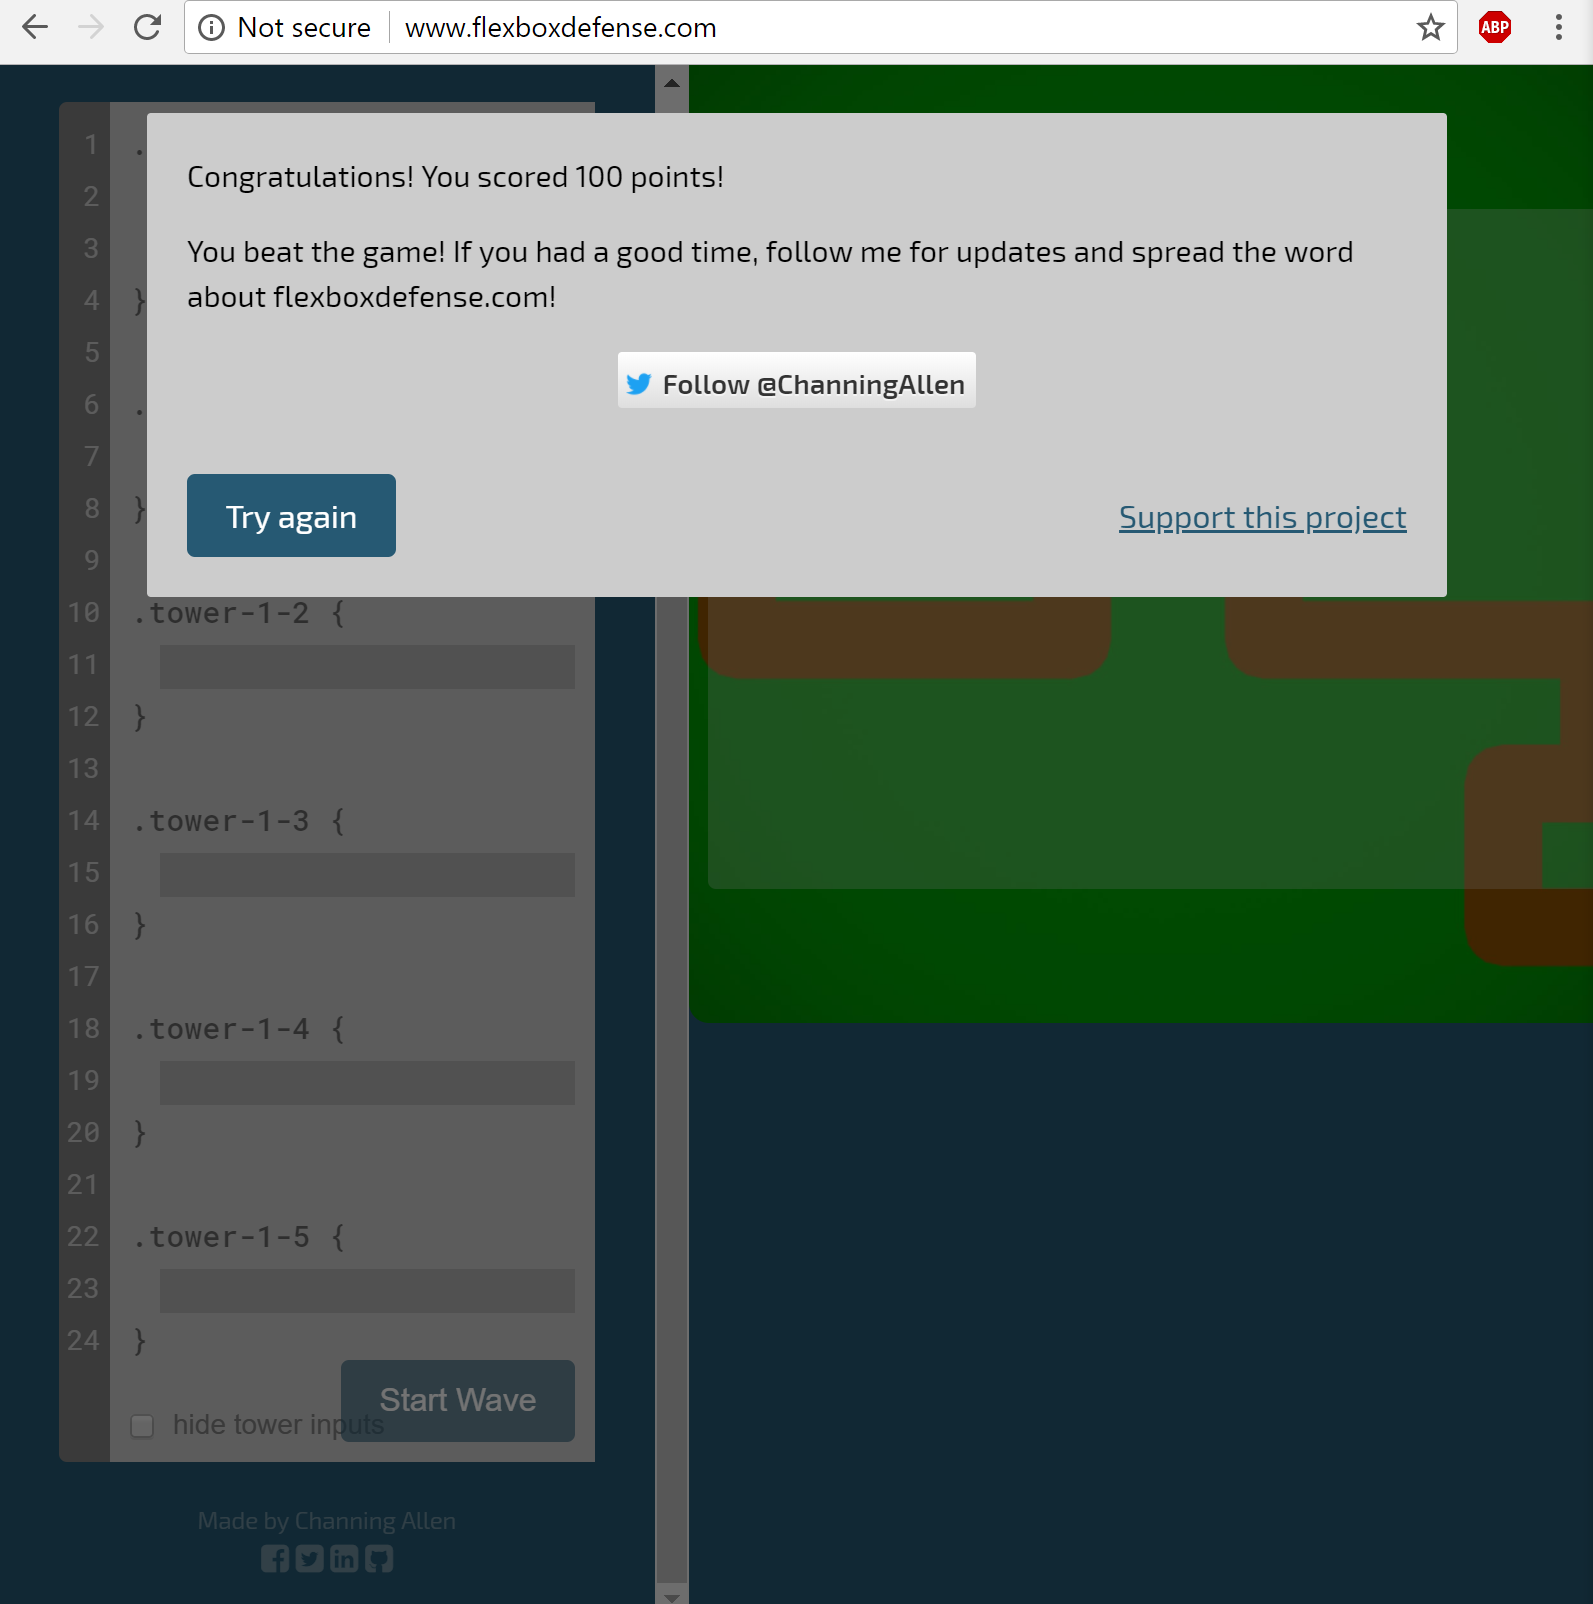 Not secure
www.flexboxdefense.com
ABP
Congratulations! You scored 100 points!
You beat the game! If you had a good time, follow me for updates and spread the word
about flexboxdefense.com!
Follow @ChanningAllen
Try again
Support this project
1 .
2
3
4 }
5
6 .
7
8 }
9
10 .tower-1-2 {
11
12 }
13
14 .tower-1-3 {
15
16 }
17
18 .tower-1-4 {
19
20 }
21
22 .tower-1-5 {
23
24 }
Start Wave
hide tower inputs
Made by Channing Allen